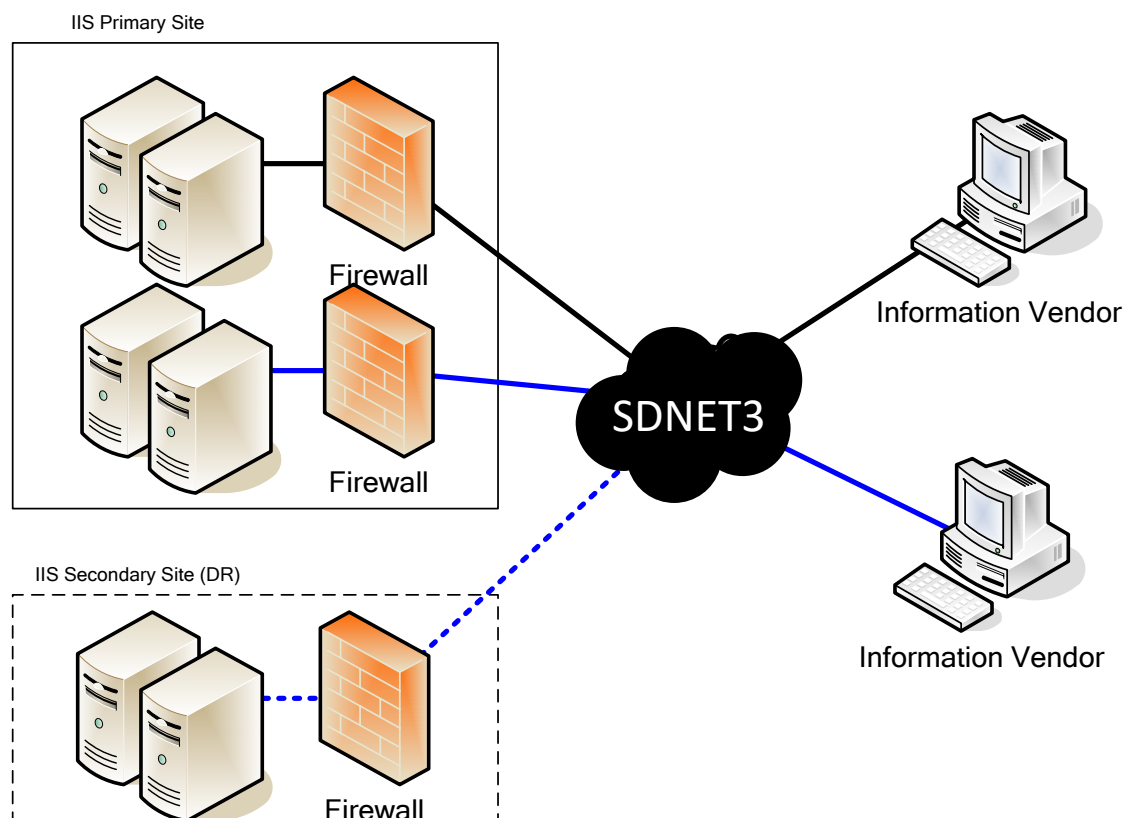 IIS Primary Site
Firewall
Information Vendor
SDNET3
Firewall
IIS Secondary Site (DR)
Information Vendor
Firewall